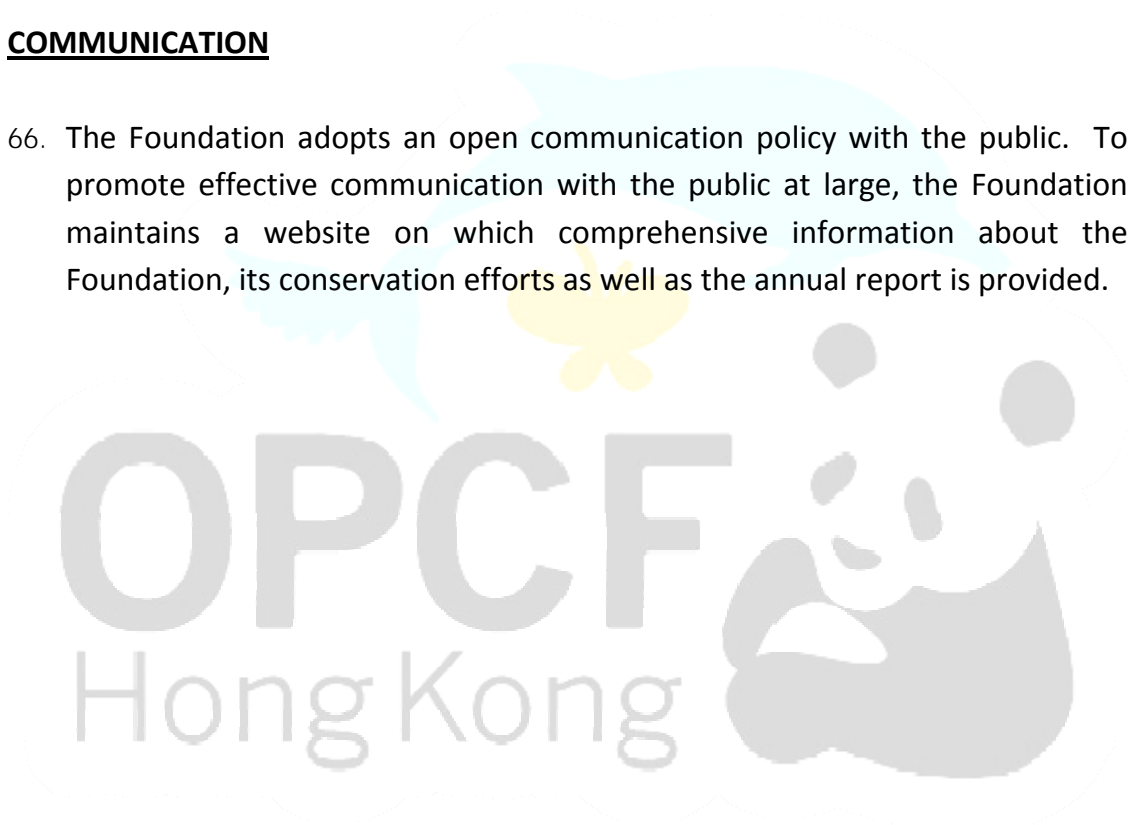 COMMUNICATION
66. The Foundation adopts an open communication policy with the public. To
promote effective communication with the public at large, the Foundation
maintains a website on which comprehensive information about the
Foundation, its conservation efforts as well as the annual report is provided.
OPCF
Hong Kong